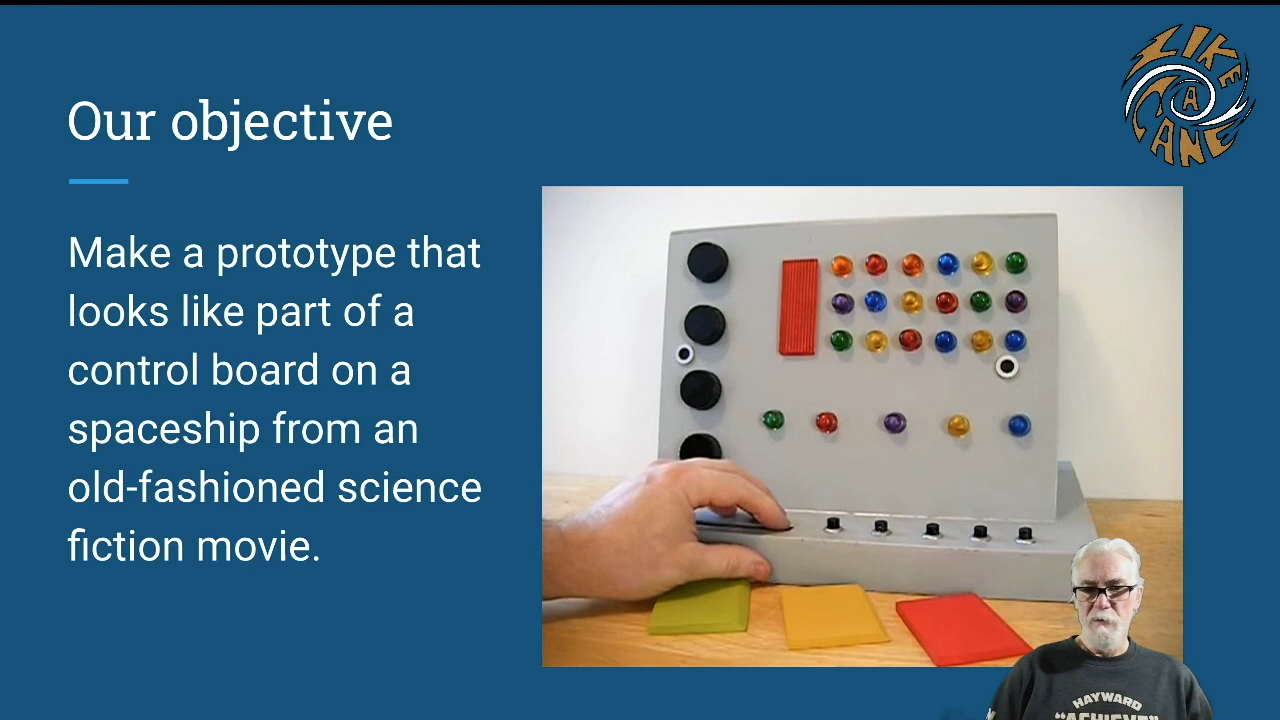 LIKE
A
Our objective
Make a prototype that
looks like part of a
control board on a
spaceship from an
old-fashioned science
fiction movie.
HAYWARD
"ACHIEVE"